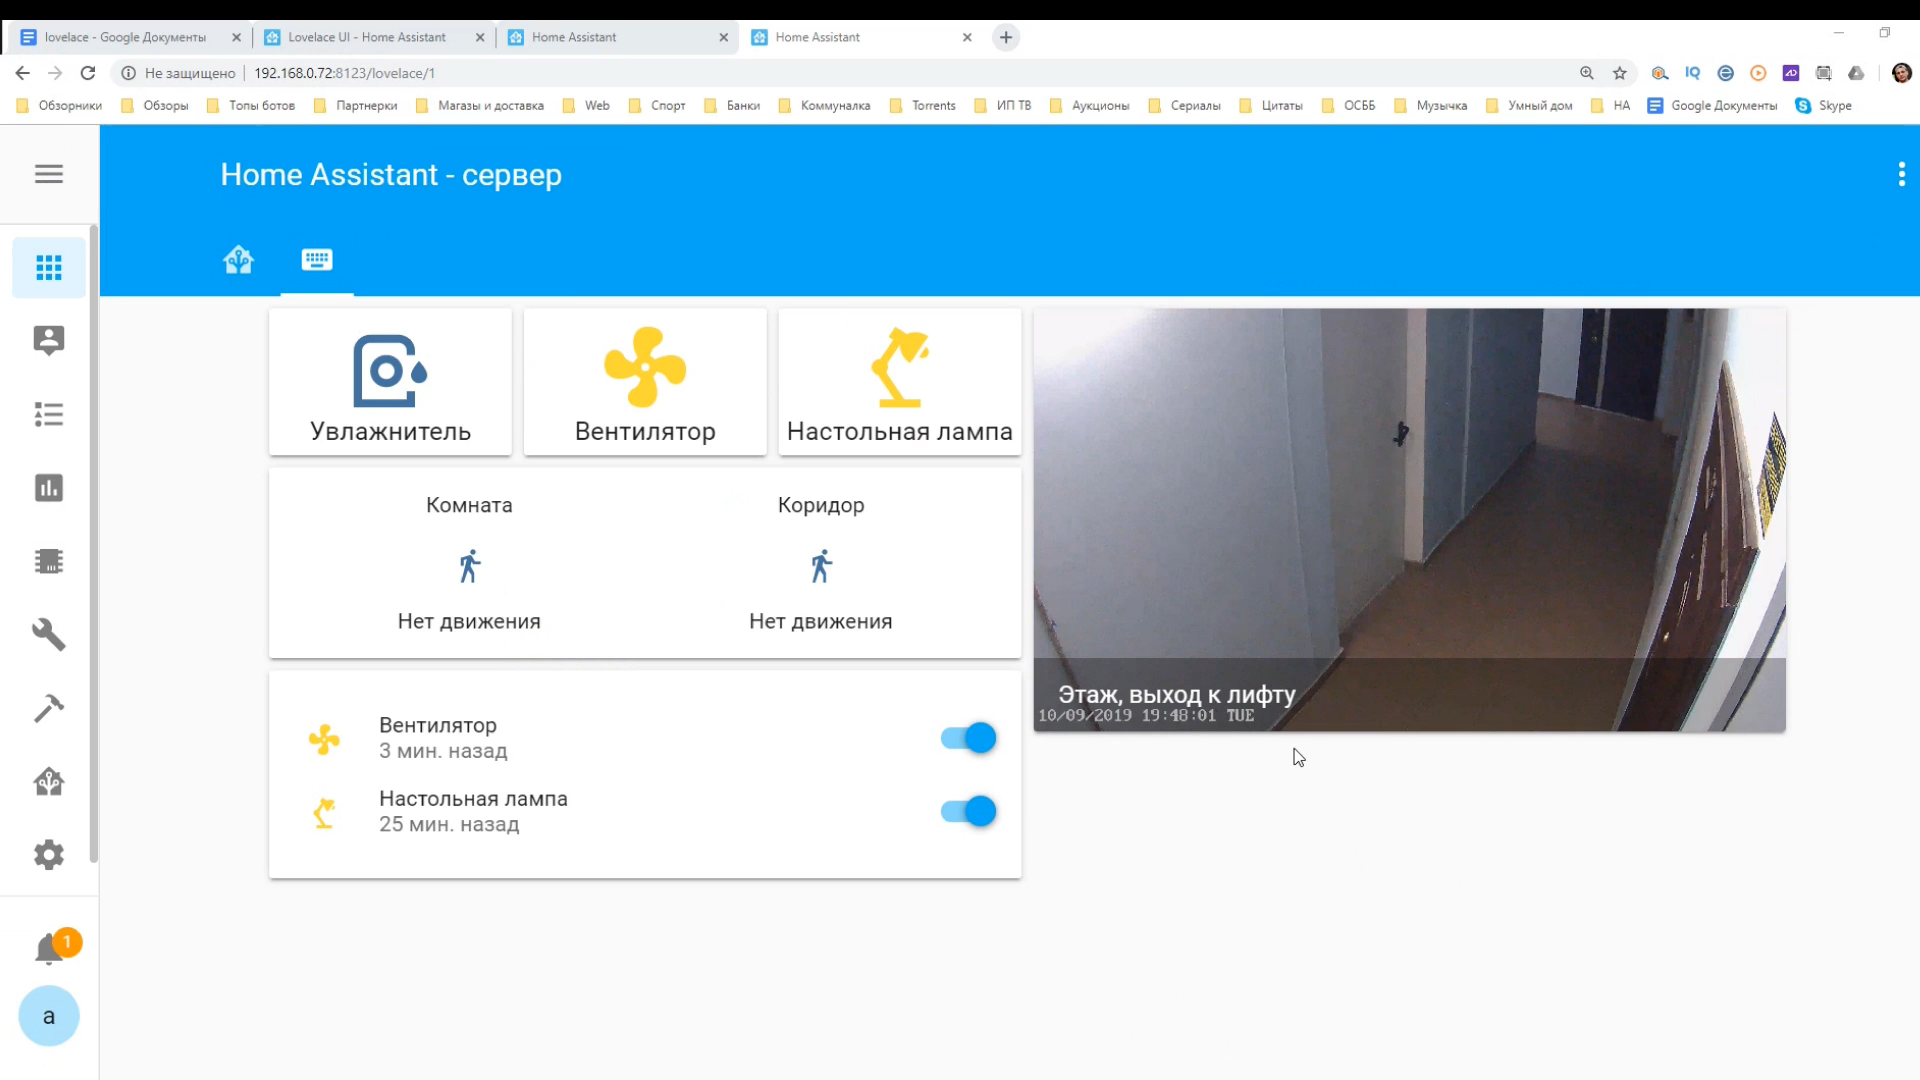 lovelace - Google Документы
Lovelace UI - Home Assistant
Home Assistant
Home Assistant
Не защищено
192.168.0.72:8123/lovelace/1
Обзорники
Обзоры
Топы ботов
Партнерки
Магазы и доставка
Web
Спорт
Банки
Коммуналка
Torrents
ИП ТВ
Аукционы
Сериалы
Цитаты
ОСББ
Музычка
Умный дом
НА
Google Документы
Skype
Home Assistant - сервер
Увлажнитель
Вентилятор
Настольная лампа
Комната
Коридор
Нет движения
Нет движения
Вентилятор
3 мин. назад
Настольная лампа
25 мин. назад
Этаж, выход к лифту
10/09/2019 19:48:01 TUE
1
a